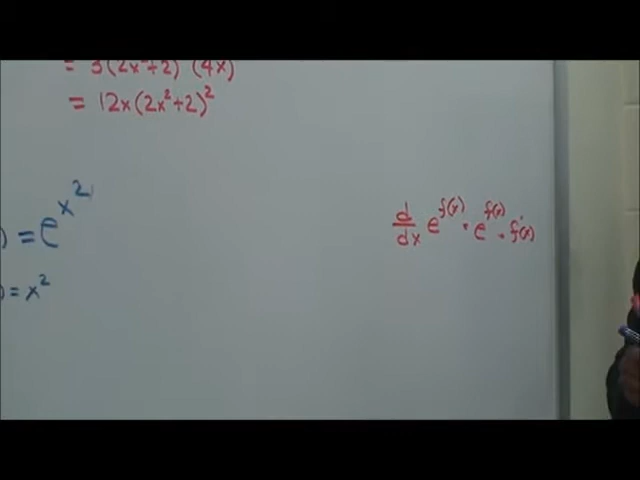 = 3(2x²+2) (4x)
= 12x(2x²+2)²
) = e^x²
) = x²
d/dx e^f(x) · e^f(x) · f'(x)